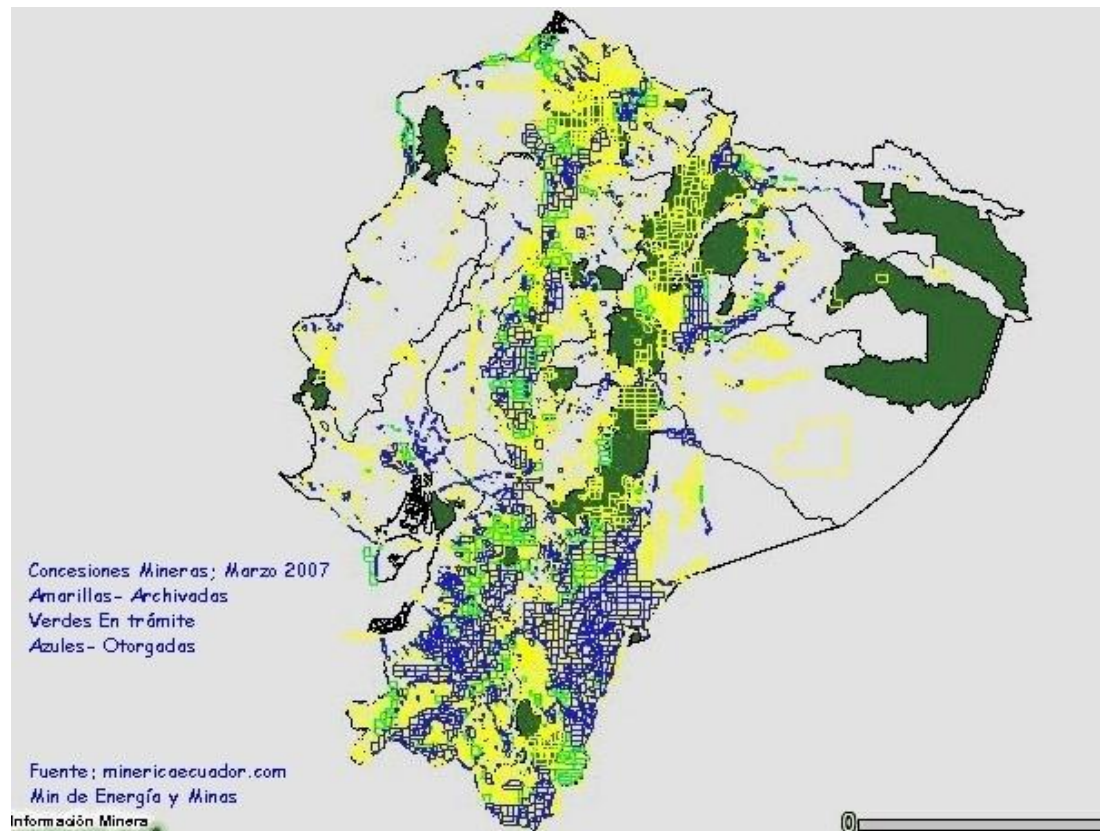 Concesiones Mineras; Marzo 2007
Amarillas- Archivadas
Verdes En trámite
Azules- Otorgadas
Fuente; minericaecuador.com
Min de Energía y Minas
Información Minera
0